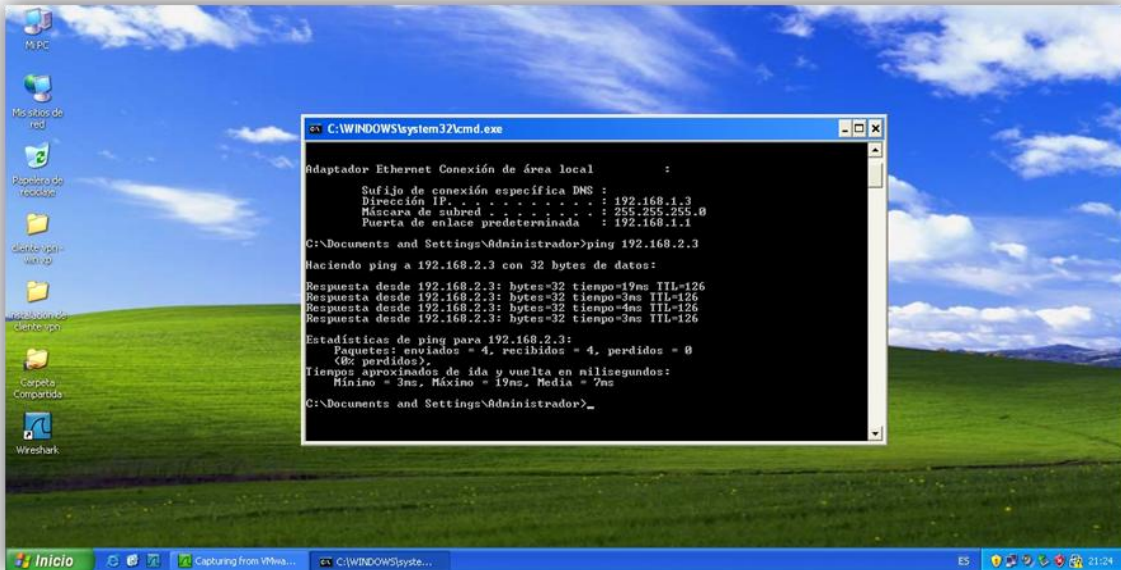 Mi PC
Mis sitios de
red
Papelera de
reciclaje
cliente vpn -
win xp
instalacion de
cliente vpn
Carpeta
Compartida
Wireshark
C:\WINDOWS\system32\cmd.exe
Adaptador Ethernet Conexión de área local :
Sufijo de conexión específica DNS :
Dirección IP. . . . . . . . . . . : 192.168.1.3
Máscara de subred . . . . . . . . : 255.255.255.0
Puerta de enlace predeterminada : 192.168.1.1
C:\Documents and Settings\Administrador>ping 192.168.2.3
Haciendo ping a 192.168.2.3 con 32 bytes de datos:
Respuesta desde 192.168.2.3: bytes=32 tiempo=19ms TTL=126
Respuesta desde 192.168.2.3: bytes=32 tiempo=3ms TTL=126
Respuesta desde 192.168.2.3: bytes=32 tiempo=4ms TTL=126
Respuesta desde 192.168.2.3: bytes=32 tiempo=3ms TTL=126
Estadísticas de ping para 192.168.2.3:
Paquetes: enviados = 4, recibidos = 4, perdidos = 0
(0% perdidos),
Tiempos aproximados de ida y vuelta en milisegundos:
Mínimo = 3ms, Máximo = 19ms, Media = 7ms
C:\Documents and Settings\Administrador>_
Inicio
Capturing from VMwa...
C:\WINDOWS\syste...
ES
21:24